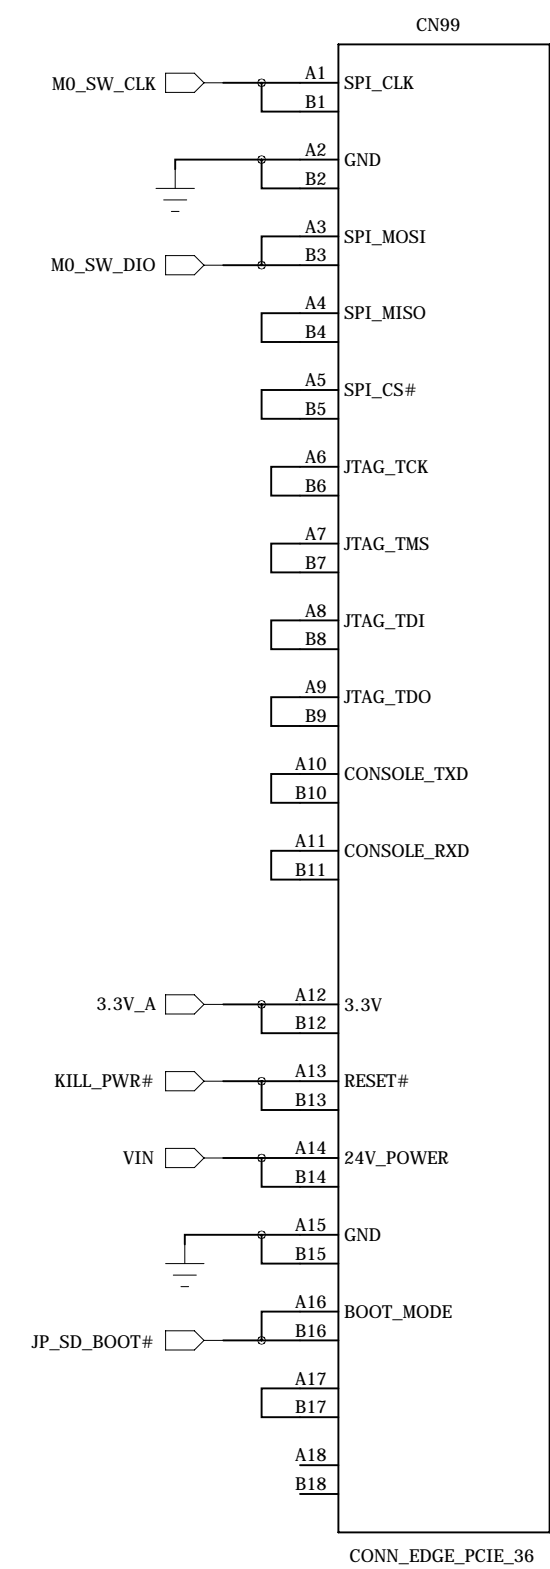 CN99
M0_SW_CLK
A1
SPI_CLK
B1
A2
GND
B2
A3
SPI_MOSI
B3
M0_SW_DIO
A4
SPI_MISO
B4
A5
SPI_CS#
B5
A6
JTAG_TCK
B6
A7
JTAG_TMS
B7
A8
JTAG_TDI
B8
A9
JTAG_TDO
B9
A10
CONSOLE_TXD
B10
A11
CONSOLE_RXD
B11
3.3V_A
A12
3.3V
B12
KILL_PWR#
A13
RESET#
B13
VIN
A14
24V_POWER
B14
A15
GND
B15
A16
BOOT_MODE
B16
JP_SD_BOOT#
A17
B17
A18
B18
CONN_EDGE_PCIE_36